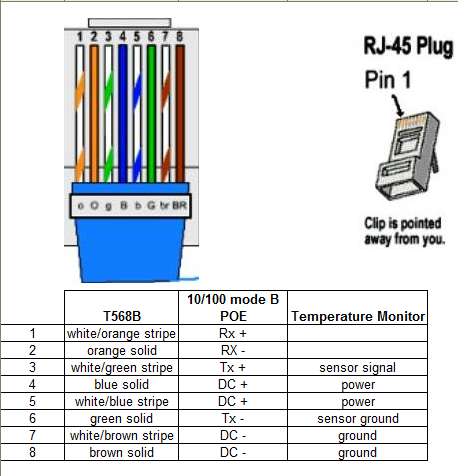 1 2 3 4 5 6 7 8
o O g B b G br BR
RJ-45 Plug
Pin 1
Clip is pointed
away from you.
T568B 10/100 mode B POE Temperature Monitor
1 white/orange stripe Rx +
2 orange solid RX -
3 white/green stripe Tx + sensor signal
4 blue solid DC + power
5 white/blue stripe DC + power
6 green solid Tx - sensor ground
7 white/brown stripe DC - ground
8 brown solid DC - ground